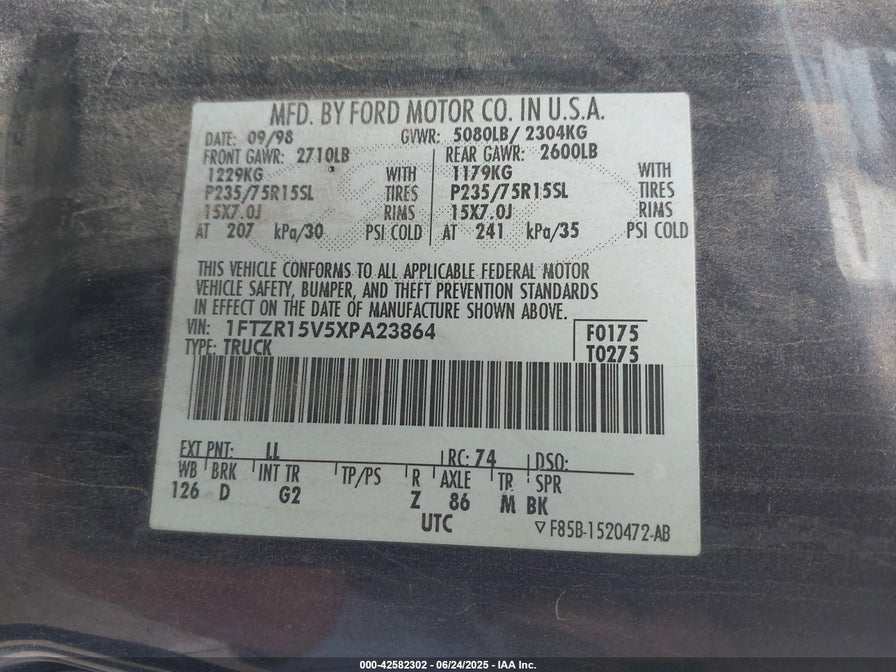 MFD. BY FORD MOTOR CO. IN U.S.A.
DATE: 09/98 GVWR: 5080LB/ 2304KG
FRONT GAWR: 2710LB REAR GAWR: 2600LB
1229KG WITH 1179KG WITH
P235/75R15SL TIRES P235/75R15SL TIRES
15X7.0J RIMS 15X7.0J RIMS
AT 207 kPa/30 PSI COLD AT 241 kPa/35 PSI COLD
THIS VEHICLE CONFORMS TO ALL APPLICABLE FEDERAL MOTOR
VEHICLE SAFETY, BUMPER, AND THEFT PREVENTION STANDARDS
IN EFFECT ON THE DATE OF MANUFACTURE SHOWN ABOVE.
VIN: 1FTZR15V5XPA23864 F0175
TYPE: TRUCK T0275
EXT PNT: LL RC: 74 DSO:
WB BRK INT TR TP/PS R AXLE TR SPR
126 D G2 Z 86 M BK
UTC ▽F85B-1520472-AB
000-42582302 - 06/24/2025 - IAA Inc.